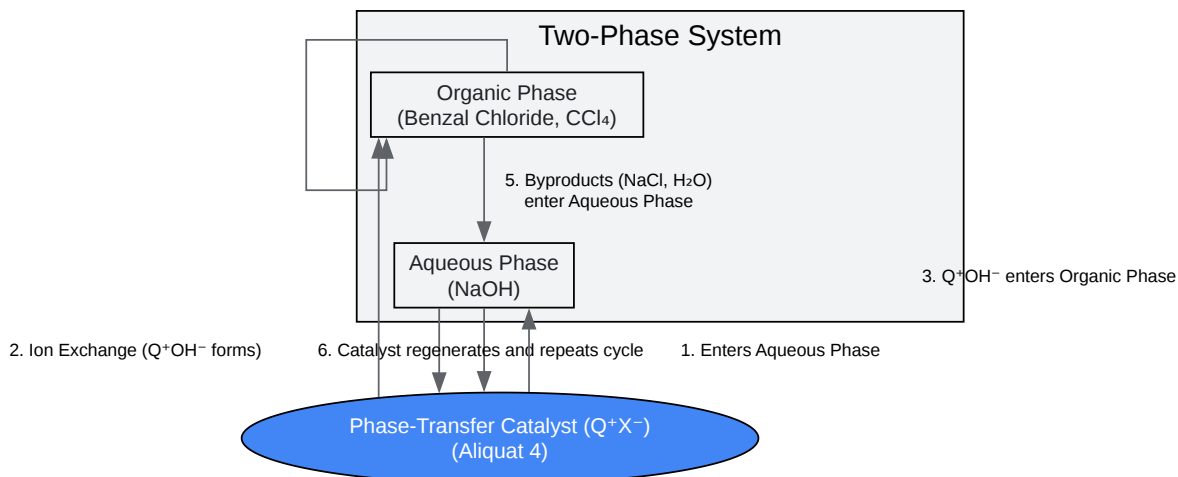 Two-Phase System
Organic Phase
(Benzal Chloride, CCl₄)
5. Byproducts (NaCl, H₂O)
enter Aqueous Phase
Aqueous Phase
(NaOH)
3. Q⁺OH⁻ enters Organic Phase
2. Ion Exchange (Q⁺OH⁻ forms)
6. Catalyst regenerates and repeats cycle
1. Enters Aqueous Phase
Phase-Transfer Catalyst (Q⁺X⁻)
(Aliquat 4)